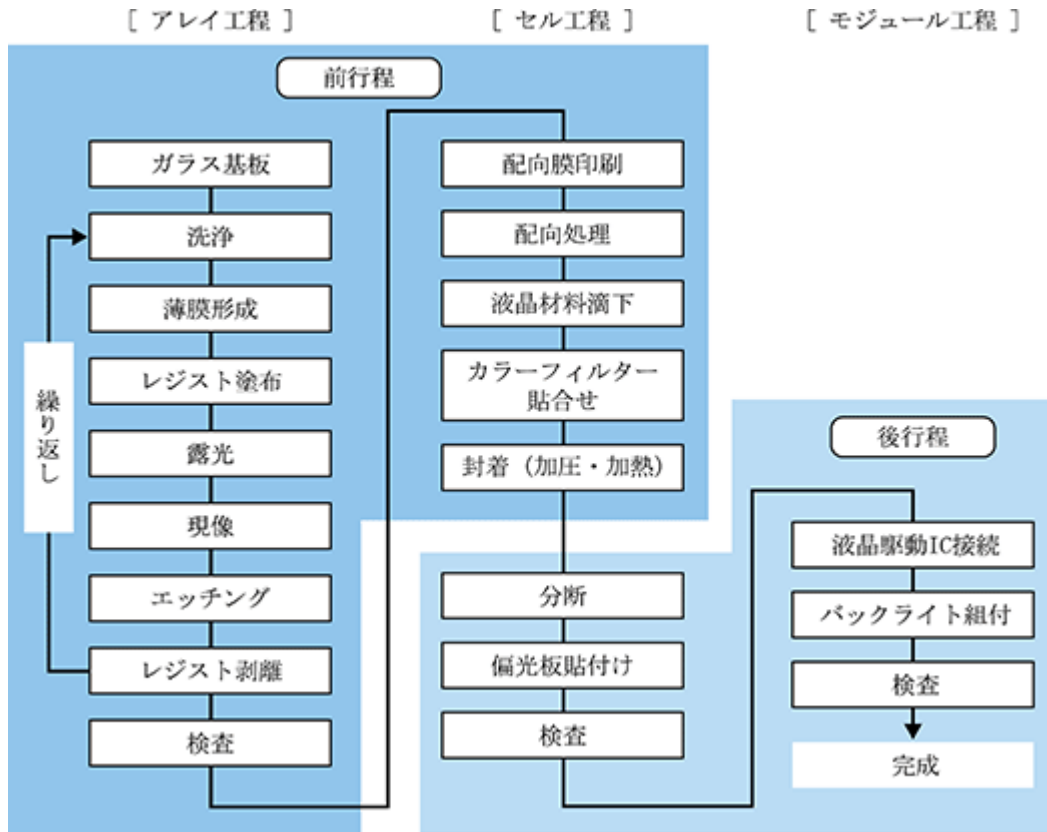 ［ アレイ工程 ］
［ セル工程 ］
［ モジュール工程 ］
前行程
ガラス基板
洗浄
薄膜形成
レジスト塗布
露光
現像
エッチング
レジスト剥離
検査
繰り返し
配向膜印刷
配向処理
液晶材料滴下
カラーフィルター
貼合せ
封着（加圧・加熱）
分断
偏光板貼付け
検査
後行程
液晶駆動IC接続
バックライト組付
検査
完成